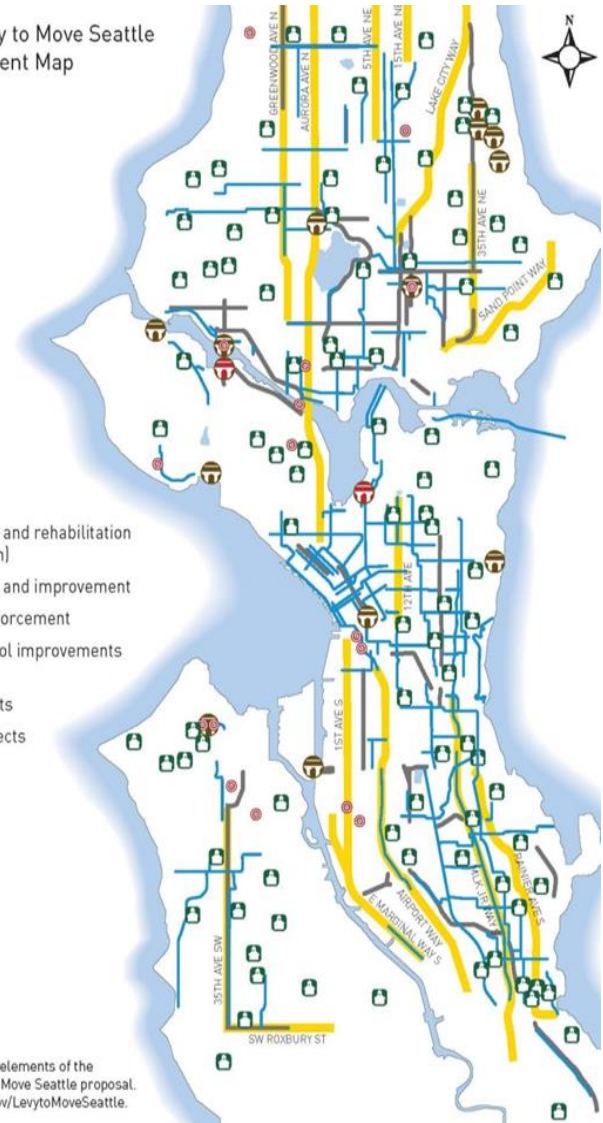 y to Move Seattle
ent Map
N
GREENWOOD AVE N
AURORA AVE N
5TH AVE NE
15TH AVE NE
LAKE CITY WAY
35TH AVE NE
SAND POINT WAY
and rehabilitation
n)
and improvement
orcement
ol improvements
ts
ects
12TH AVE
1ST AVE S
35TH AVE SW
AIRPORT WAY
E MARGINAL WAY S
MLK JR WAY
RAINIER AVE S
SW ROXBURY ST
elements of the
Move Seattle proposal.
v/LevytoMoveSeattle.